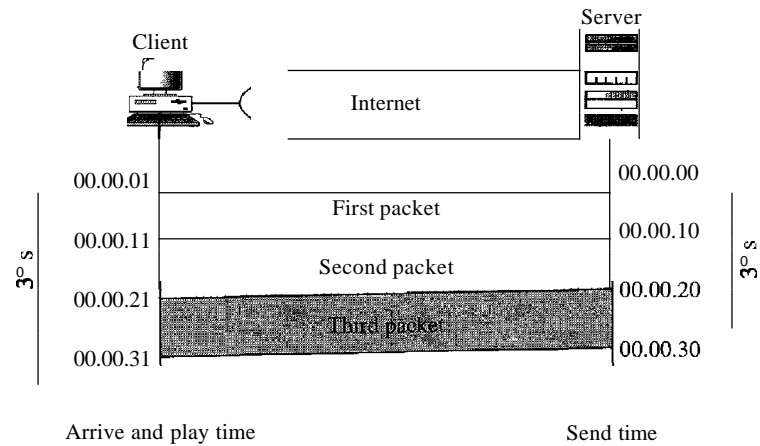 Server
Client
Internet
00.00.01
00.00.00
First packet
00.00.11
00.00.10
3° s
3° s
Second packet
00.00.21
00.00.20
Third packet
00.00.31
00.00.30
Arrive and play time
Send time